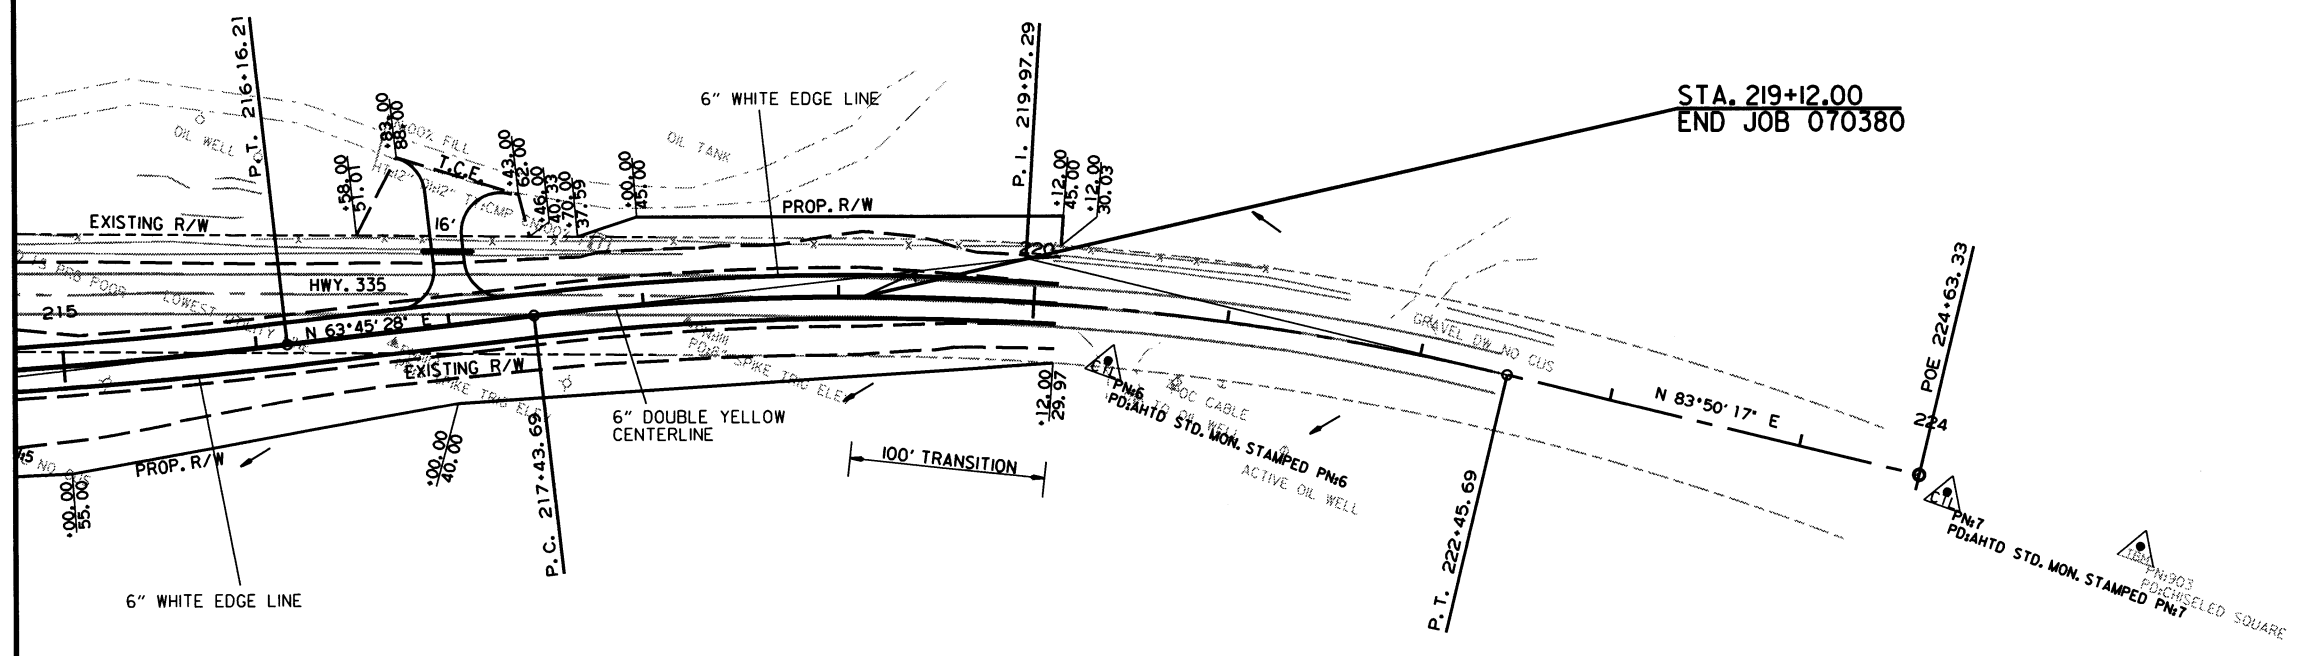 P.T. 216+16.21
+83.00
88.00
6" WHITE EDGE LINE
P.I. 219+97.29
STA. 219+12.00
END JOB 070380
OIL WELL
OIL TANK
T.C.E.
+58.00
51.01
+43.00
62.00
+46.00
40.33
+70.00
37.59
+00.00
45.00
+12.00
45.00
+12.00
30.03
EXISTING R/W
16'
PROP. R/W
220
HWY. 335
215
LOWEST UTILITY
N 63°45'28" E
EXISTING R/W
GRAVEL DW NO CUS
POE 224+63.33
N 83°50'17" E
224
6" DOUBLE YELLOW
CENTERLINE
+12.00
29.97
CTL
PN:6
PD:AHTD STD. MON. STAMPED PN:6
ACTIVE OIL WELL
+00.00
40.00
PROP. R/W
+00.00
55.00
P.C. 217+43.69
100' TRANSITION
P.T. 222+45.69
CTL
PN:7
PD:AHTD STD. MON. STAMPED PN:7
TBM
PN:903
PD:CHISELED SQUARE
6" WHITE EDGE LINE